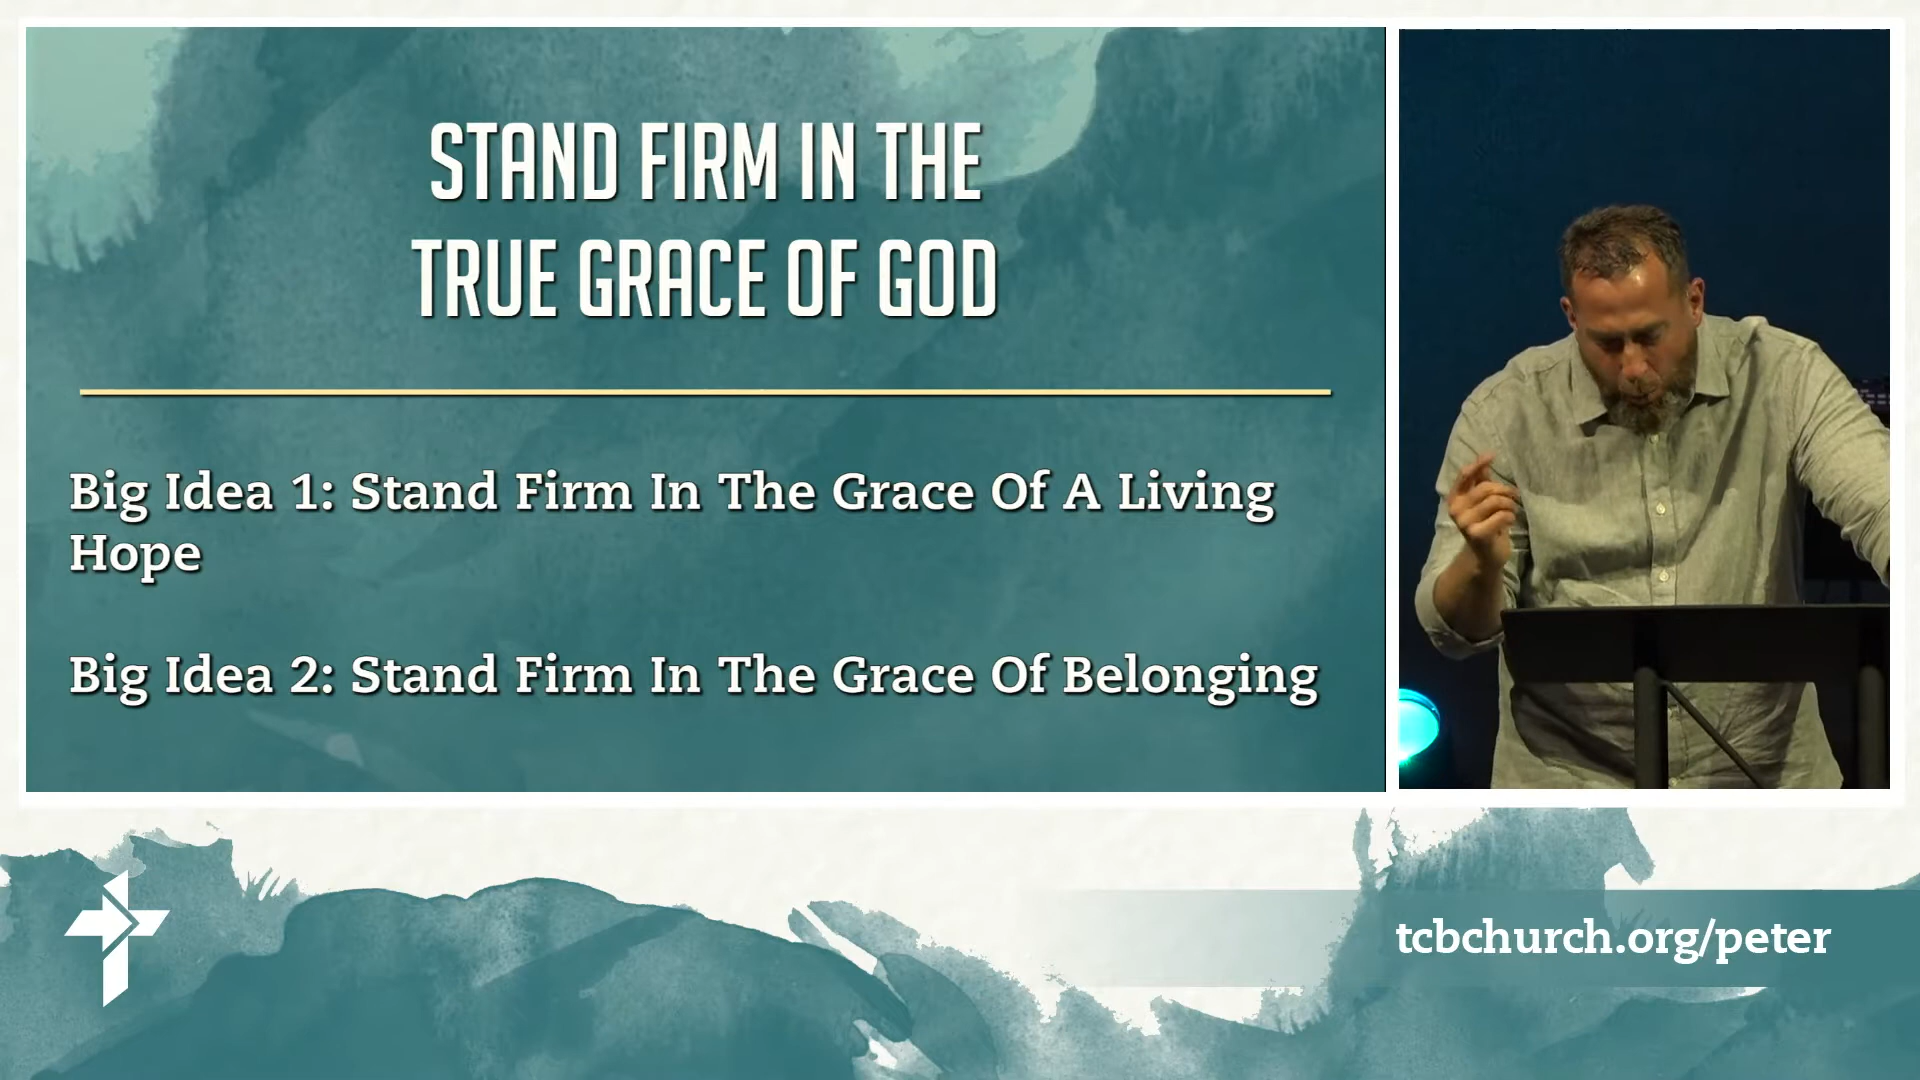 STAND FIRM IN THE
TRUE GRACE OF GOD
Big Idea 1: Stand Firm In The Grace Of A Living
Hope
Big Idea 2: Stand Firm In The Grace Of Belonging
tcbchurch.org/peter